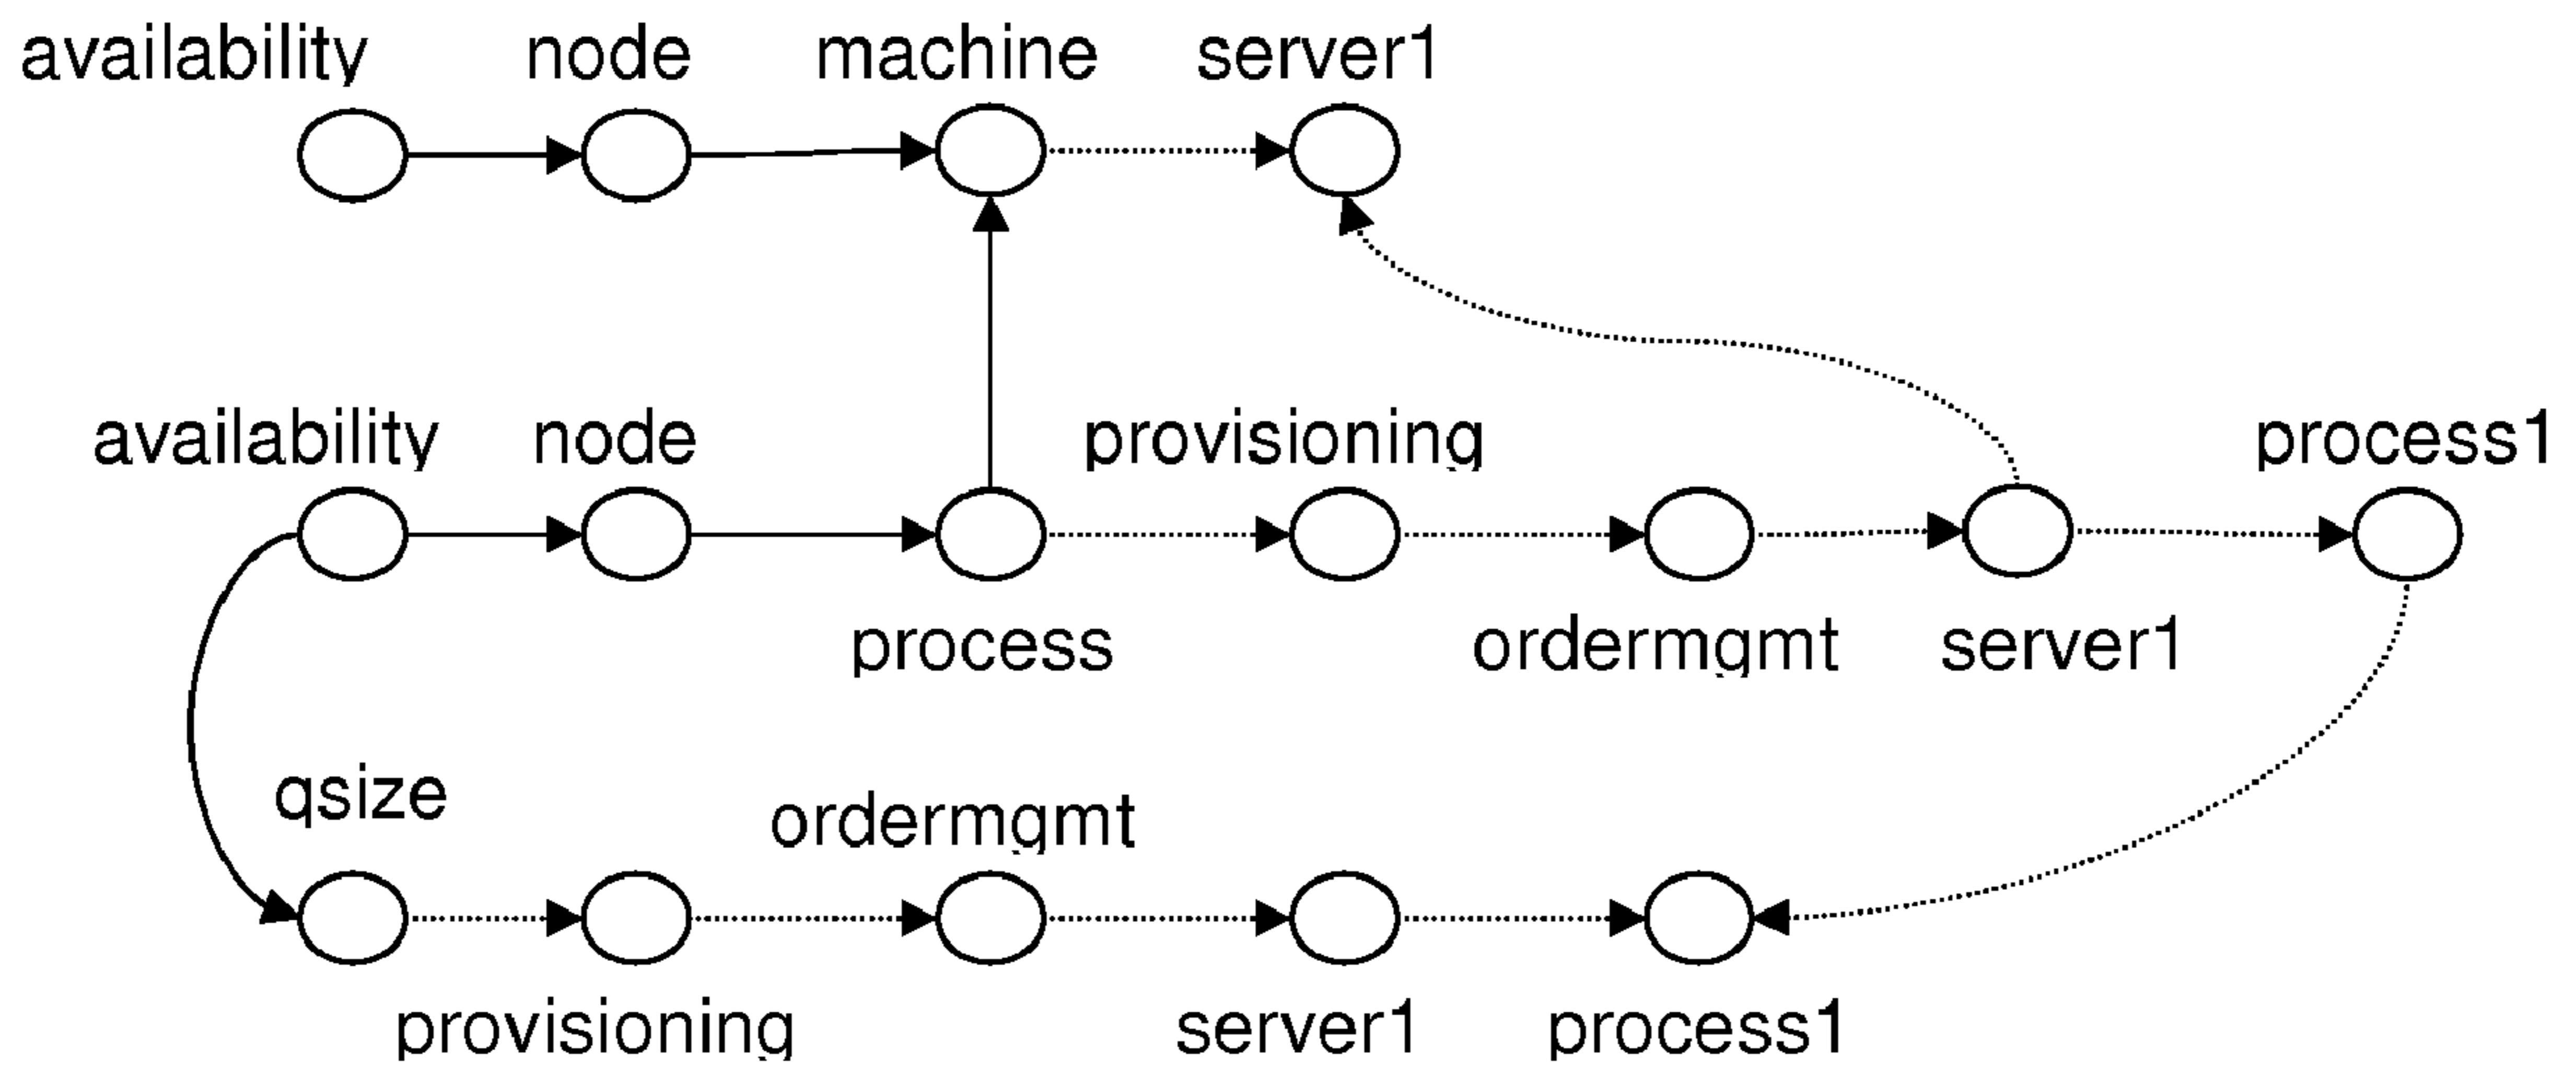 availability node machine server1
availability node provisioning process1
process ordermgmt server1
qsize
ordermgmt
provisioning server1 process1